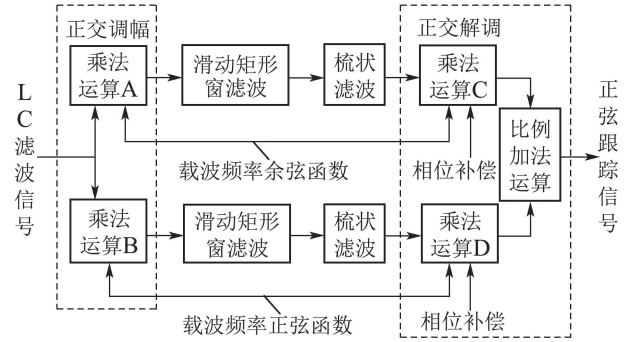 正交调幅
正交解调
LC滤波信号
乘法
运算A
滑动矩形
窗滤波
梳状
滤波
乘法
运算C
比例
加法
运算
正弦跟踪信号
载波频率余弦函数
相位补偿
乘法
运算B
滑动矩形
窗滤波
梳状
滤波
乘法
运算D
载波频率正弦函数
相位补偿